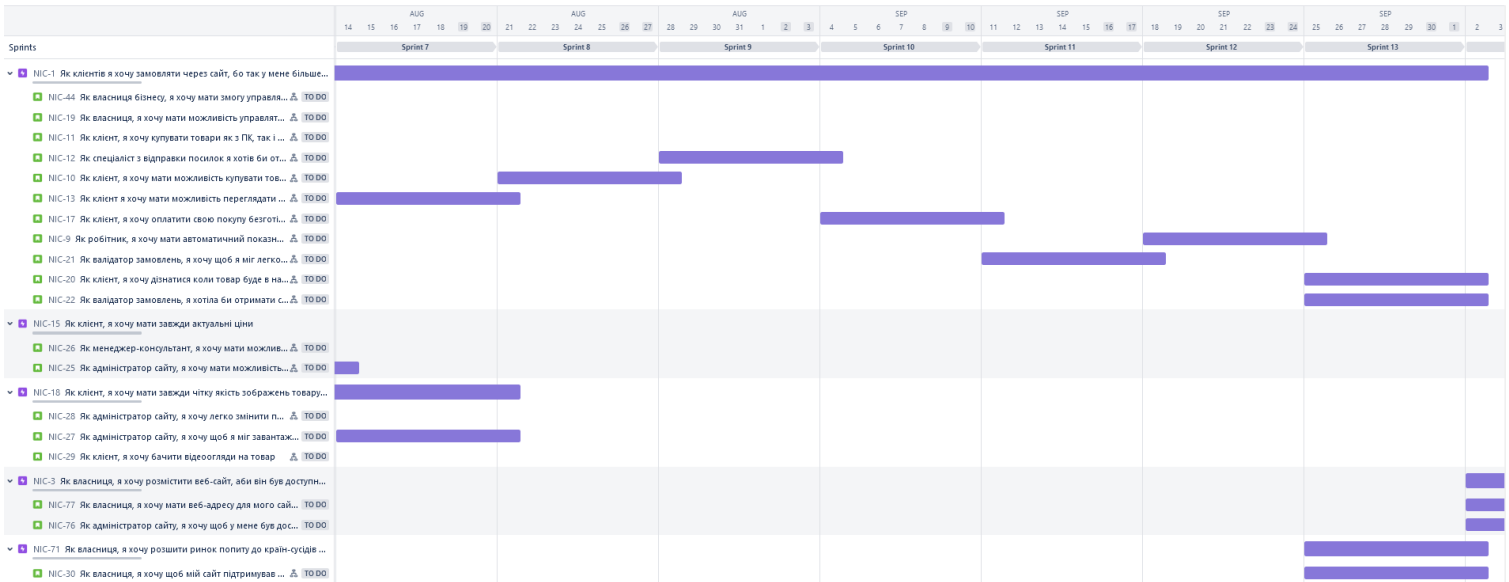 AUG AUG AUG SEP SEP SEP SEP
14 15 16 17 18 19 20 21 22 23 24 25 26 27 28 29 30 31 1 2 3 4 5 6 7 8 9 10 11 12 13 14 15 16 17 18 19 20 21 22 23 24 25 26 27 28 29 30 1 2 3
Sprints Sprint 7 Sprint 8 Sprint 9 Sprint 10 Sprint 11 Sprint 12 Sprint 13
NIC-1 Як клієнтів я хочу замовляти через сайт, бо так у мене більше...
NIC-44 Як власниця бізнесу, я хочу мати змогу управля... TO DO
NIC-19 Як власниця, я хочу мати можливість управлят... TO DO
NIC-11 Як клієнт, я хочу купувати товари як з ПК, так і ... TO DO
NIC-12 Як спеціаліст з відправки посилок я хотів би от... TO DO
NIC-10 Як клієнт, я хочу мати можливість купувати тов... TO DO
NIC-13 Як клієнт я хочу мати можливість переглядати ... TO DO
NIC-17 Як клієнт, я хочу оплатити свою покупку безготі... TO DO
NIC-9 Як робітник, я хочу мати автоматичний показн... TO DO
NIC-21 Як валідатор замовлень, я хочу щоб я міг легко... TO DO
NIC-20 Як клієнт, я хочу дізнатися коли товар буде в на... TO DO
NIC-22 Як валідатор замовлень, я хотіла би отримати с... TO DO
NIC-15 Як клієнт, я хочу мати завжди актуальні ціни
NIC-26 Як менеджер-консультант, я хочу мати можлив... TO DO
NIC-25 Як адміністратор сайту, я хочу мати можливість... TO DO
NIC-18 Як клієнт, я хочу мати завжди чітку якість зображень товару...
NIC-28 Як адміністратор сайту, я хочу легко змінити п... TO DO
NIC-27 Як адміністратор сайту, я хочу щоб я міг завантаж... TO DO
NIC-29 Як клієнт, я хочу бачити відеоогляди на товар TO DO
NIC-3 Як власниця, я хочу розмістити веб-сайт, аби він був доступн...
NIC-77 Як власниця, я хочу мати веб-адресу для мого сай... TO DO
NIC-76 Як адміністратор сайту, я хочу щоб у мене був дос... TO DO
NIC-71 Як власниця, я хочу розшити ринок попиту до країн-сусідів ...
NIC-30 Як власниця, я хочу щоб мій сайт підтримував ... TO DO